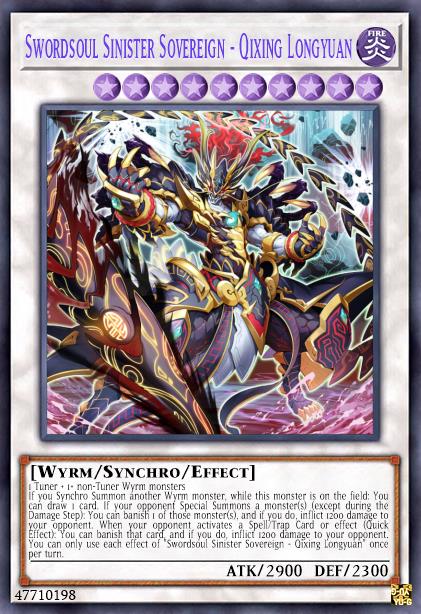 Swordsoul Sinister Sovereign - Qixing Longyuan
FIRE
炎
[Wyrm/Synchro/Effect]
1 Tuner + 1+ non-Tuner Wyrm monsters
If you Synchro Summon another Wyrm monster, while this monster is on the field: You
can draw 1 card. If your opponent Special Summons a monster(s) (except during the
Damage Step): You can banish 1 of those monster(s), and if you do, inflict 1200 damage to
your opponent. When your opponent activates a Spell/Trap Card or effect (Quick
Effect): You can banish that card, and if you do, inflict 1200 damage to your opponent.
You can only use each effect of "Swordsoul Sinister Sovereign - Qixing Longyuan" once
per turn.
ATK/2900 DEF/2300
47710198